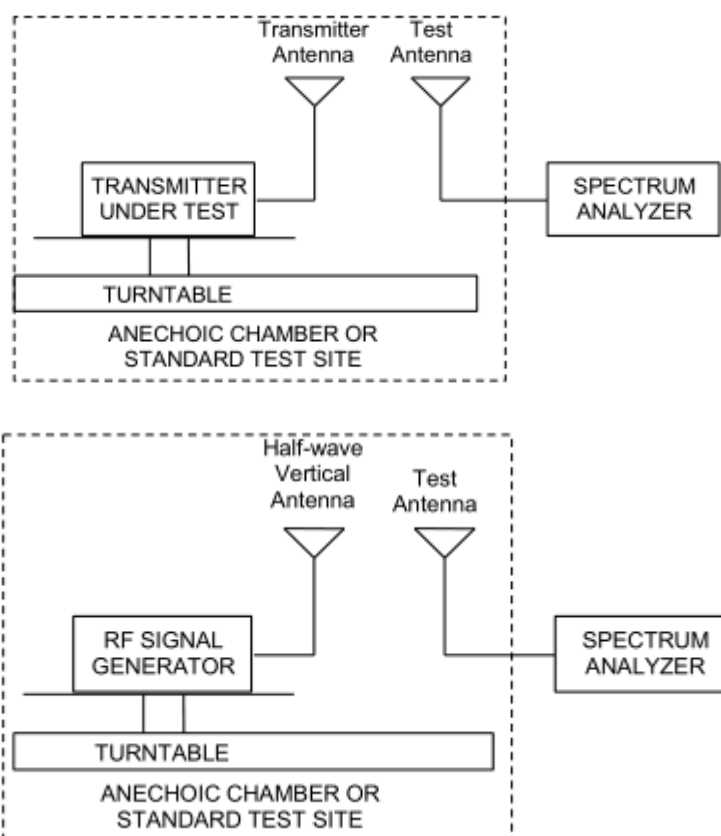 Transmitter
Antenna
Test
Antenna
TRANSMITTER
UNDER TEST
SPECTRUM
ANALYZER
TURNTABLE
ANECHOIC CHAMBER OR
STANDARD TEST SITE
Half-wave
Vertical
Antenna
Test
Antenna
RF SIGNAL
GENERATOR
SPECTRUM
ANALYZER
TURNTABLE
ANECHOIC CHAMBER OR
STANDARD TEST SITE